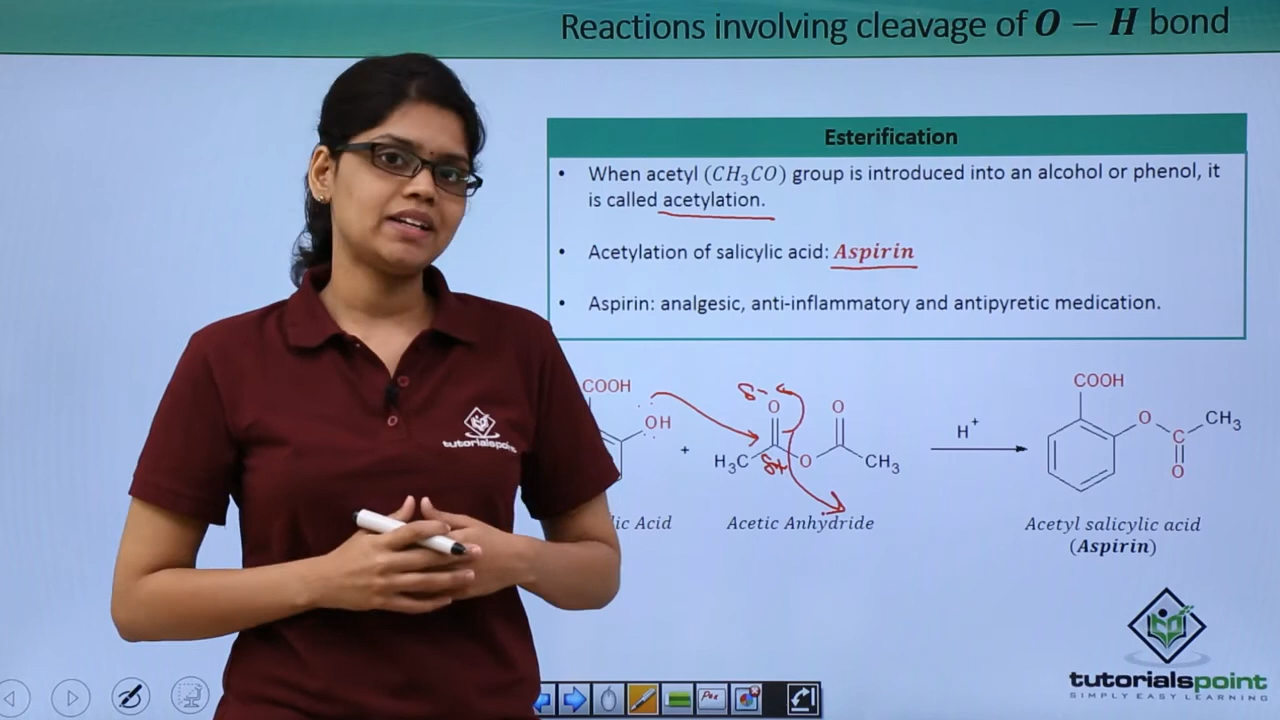 Reactions involving cleavage of O − H bond
Esterification
• When acetyl (CH₃CO) group is introduced into an alcohol or phenol, it
is called acetylation.
• Acetylation of salicylic acid: Aspirin
• Aspirin: analgesic, anti-inflammatory and antipyretic medication.
COOH
OH
+
δ−
O
O
H₃C
δ+
O
CH₃
H⁺
COOH
O
CH₃
C
O
lic Acid
Acetic Anhydride
Acetyl salicylic acid
(Aspirin)
tutorialspoint
tutorialspoint
SIMPLY EASY LEARNING
Pen